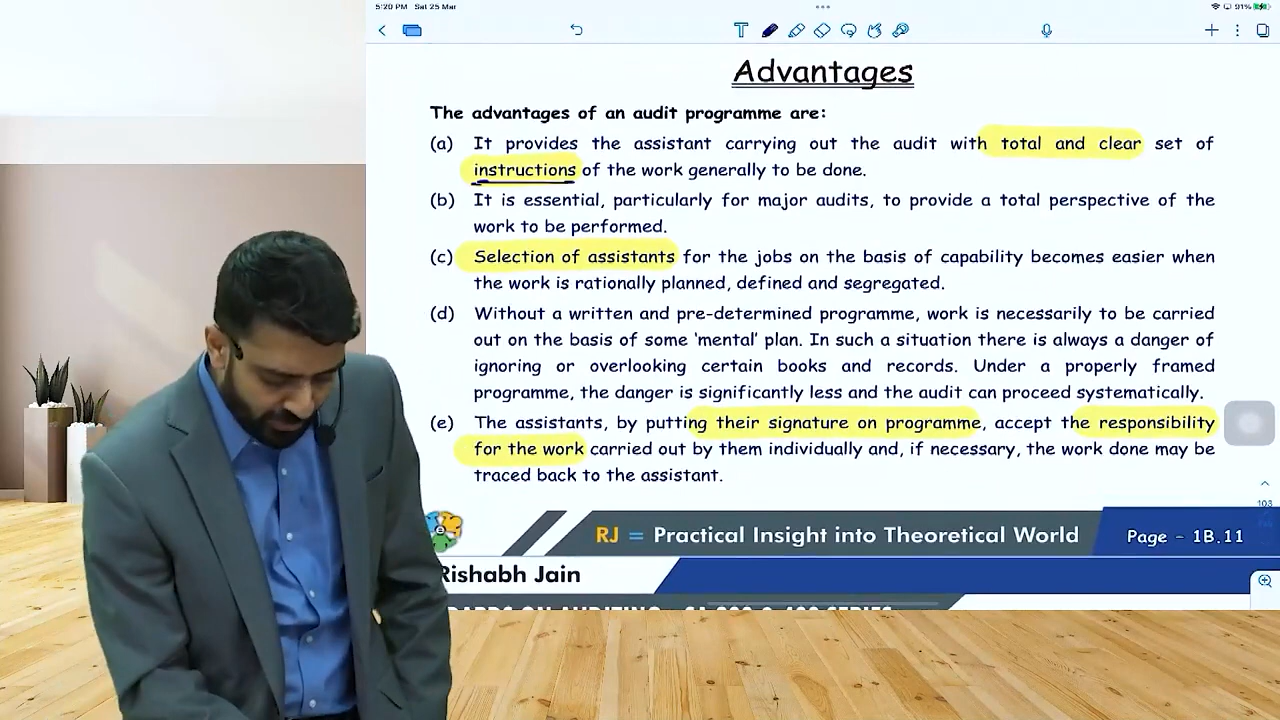 5:20 PM Sat 25 Mar
91%
Advantages
The advantages of an audit programme are:
(a) It provides the assistant carrying out the audit with total and clear set of
instructions of the work generally to be done.
(b) It is essential, particularly for major audits, to provide a total perspective of the
work to be performed.
(c) Selection of assistants for the jobs on the basis of capability becomes easier when
the work is rationally planned, defined and segregated.
(d) Without a written and pre-determined programme, work is necessarily to be carried
out on the basis of some 'mental' plan. In such a situation there is always a danger of
ignoring or overlooking certain books and records. Under a properly framed
programme, the danger is significantly less and the audit can proceed systematically.
(e) The assistants, by putting their signature on programme, accept the responsibility
for the work carried out by them individually and, if necessary, the work done may be
traced back to the assistant.
103
RJ = Practical Insight into Theoretical World
Page - 1B.11
Rishabh Jain